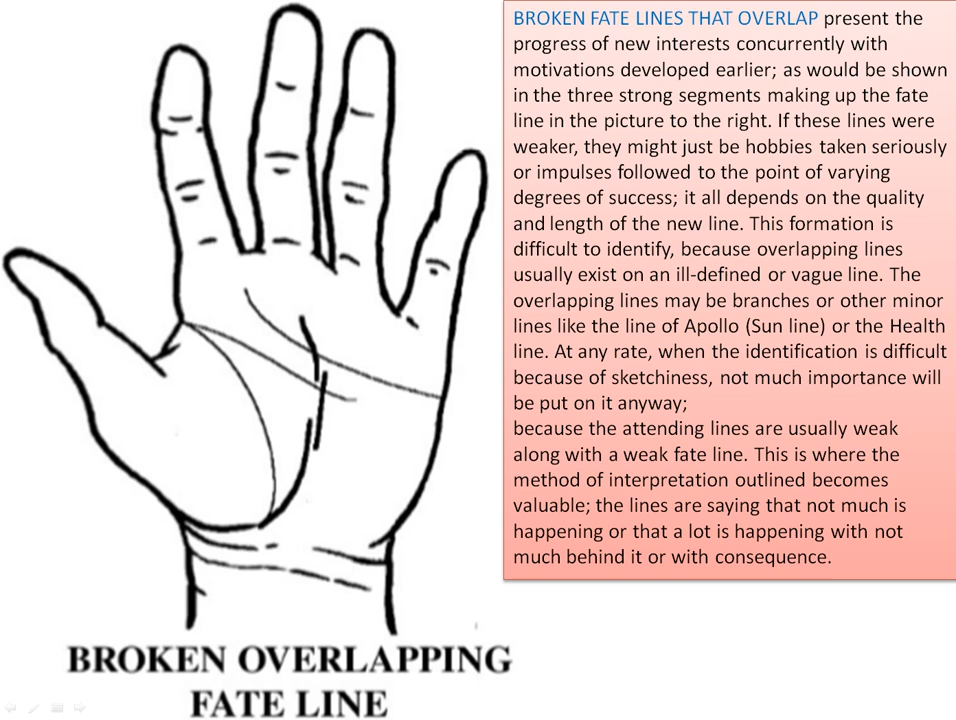 BROKEN FATE LINES THAT OVERLAP present the
progress of new interests concurrently with
motivations developed earlier; as would be shown
in the three strong segments making up the fate
line in the picture to the right. If these lines were
weaker, they might just be hobbies taken seriously
or impulses followed to the point of varying
degrees of success; it all depends on the quality
and length of the new line. This formation is
difficult to identify, because overlapping lines
usually exist on an ill-defined or vague line. The
overlapping lines may be branches or other minor
lines like the line of Apollo (Sun line) or the Health
line. At any rate, when the identification is difficult
because of sketchiness, not much importance will
be put on it anyway;
because the attending lines are usually weak
along with a weak fate line. This is where the
method of interpretation outlined becomes
valuable; the lines are saying that not much is
happening or that a lot is happening with not
much behind it or with consequence.
BROKEN OVERLAPPING
FATE LINE